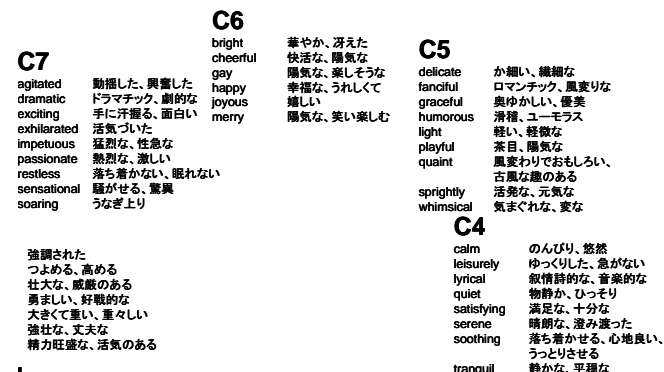 C7
agitated 動揺した、興奮した
dramatic ドラマチック、劇的な
exciting 手に汗握る、面白い
exhilarated 活気づいた
impetuous 猛烈な、性急な
passionate 熱烈な、激しい
restless 落ち着かない、眠れない
sensational 騒がせる、驚異
soaring うなぎ上り
C6
bright 華やか、冴えた
cheerful 快活な、陽気な
gay 陽気な、楽しそうな
happy 幸福な、うれしくて
joyous 嬉しい
merry 陽気な、笑い楽しむ
C5
delicate か細い、繊細な
fanciful ロマンチック、風変りな
graceful 奥ゆかしい、優美
humorous 滑稽、ユーモラス
light 軽い、軽微な
playful 茶目、陽気な
quaint 風変わりでおもしろい、
古風な趣のある
sprightly 活発な、元気な
whimsical 気まぐれな、変な
C4
calm のんびり、悠然
leisurely ゆっくりした、急がない
lyrical 叙情詩的な、音楽的な
quiet 物静か、ひっそり
satisfying 満足な、十分な
serene 晴朗な、澄み渡った
soothing 落ち着かせる、心地良い、
うっとりさせる
tranquil 静かな、平穏な
強調された
つよめる、高める
壮大な、威厳のある
勇ましい、好戦的な
大きくて重い、重々しい
強壮な、丈夫な
精力旺盛な、活気のある